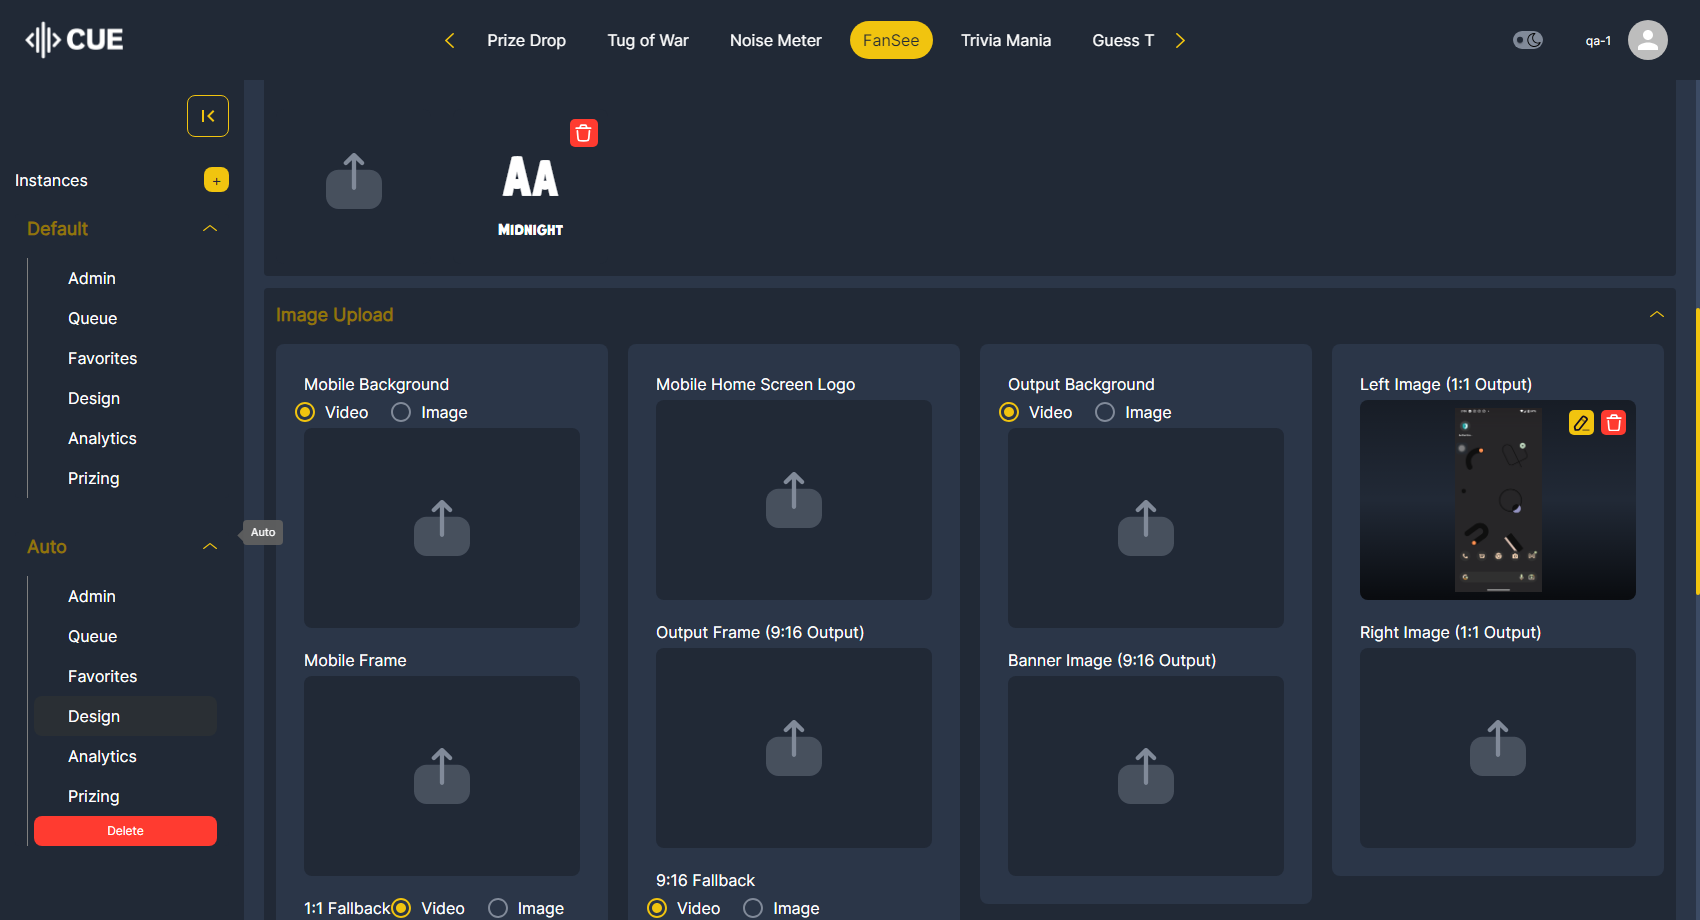 CUE
Prize Drop
Tug of War
Noise Meter
FanSee
Trivia Mania
Guess T
qa-1
Instances
+
Default
Admin
Queue
Favorites
Design
Analytics
Prizing
Auto
Auto
Admin
Queue
Favorites
Design
Analytics
Prizing
Delete
AA
MIDNIGHT
Image Upload
Mobile Background
Video
Image
Mobile Frame
1:1 Fallback
Video
Image
Mobile Home Screen Logo
Output Frame (9:16 Output)
9:16 Fallback
Video
Image
Output Background
Video
Image
Banner Image (9:16 Output)
Left Image (1:1 Output)
Right Image (1:1 Output)